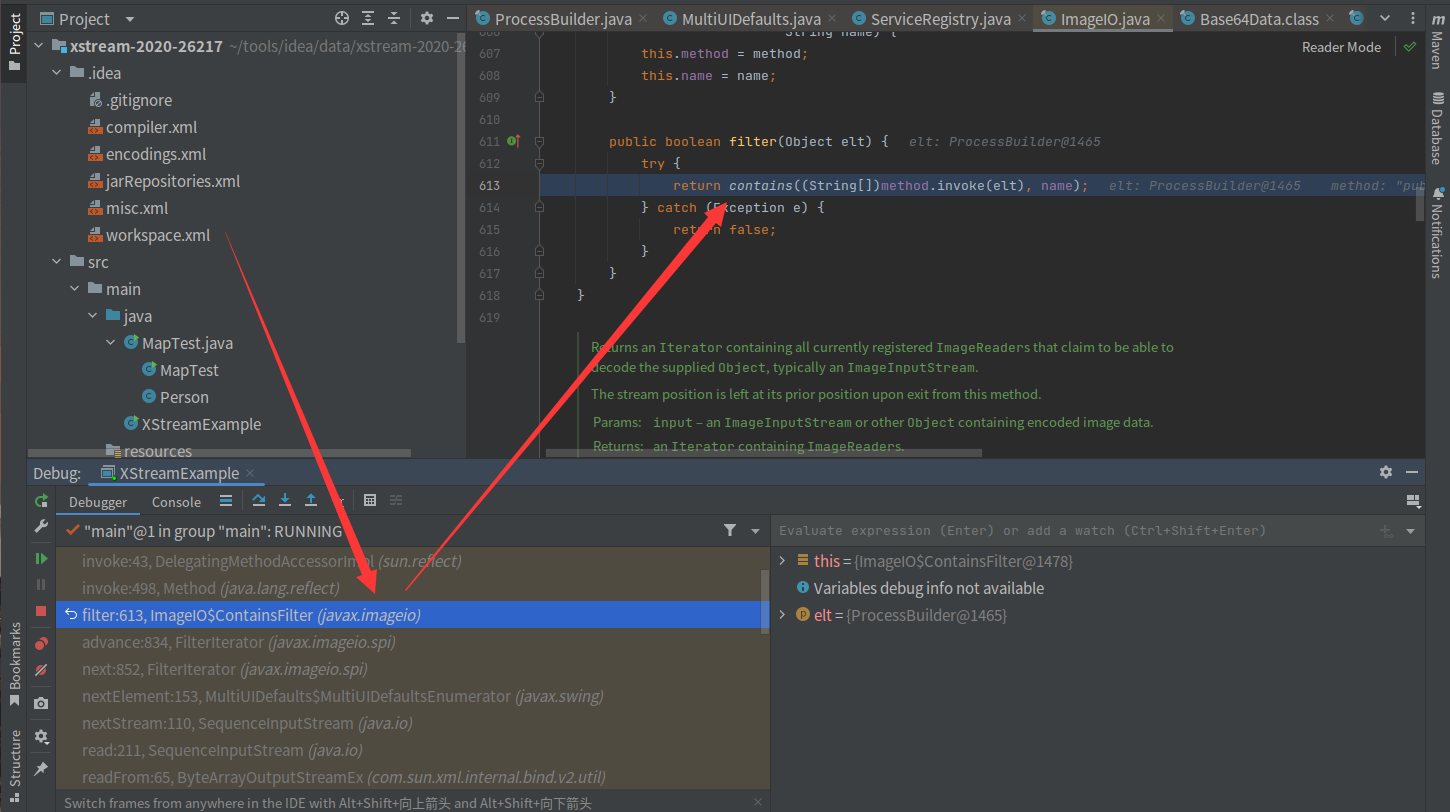 Project
Project
ProcessBuilder.java
MultiUIDefaults.java
ServiceRegistry.java
ImageIO.java
Base64Data.class
Maven
Database
Notifications
xstream-2020-26217 ~/tools/idea/data/xstream-2020-26
.idea
.gitignore
compiler.xml
encodings.xml
jarRepositories.xml
misc.xml
workspace.xml
src
main
java
MapTest.java
MapTest
Person
XStreamExample
resources
Reader Mode
606 String name) {
607 this.method = method;
608 this.name = name;
609 }
610
611 public boolean filter(Object elt) { elt: ProcessBuilder@1465
612 try {
613 return contains((String[])method.invoke(elt), name); elt: ProcessBuilder@1465 method: "pub
614 } catch (Exception e) {
615 return false;
616 }
617 }
618 }
619
Returns an Iterator containing all currently registered ImageReaders that claim to be able to
decode the supplied Object, typically an ImageInputStream.
The stream position is left at its prior position upon exit from this method.
Params: input – an ImageInputStream or other Object containing encoded image data.
Returns: an Iterator containing ImageReaders.
Debug: XStreamExample
Debugger Console
"main"@1 in group "main": RUNNING
Evaluate expression (Enter) or add a watch (Ctrl+Shift+Enter)
invoke:43, DelegatingMethodAccessorImpl (sun.reflect)
invoke:498, Method (java.lang.reflect)
filter:613, ImageIO$ContainsFilter (javax.imageio)
advance:834, FilterIterator (javax.imageio.spi)
next:852, FilterIterator (javax.imageio.spi)
nextElement:153, MultiUIDefaults$MultiUIDefaultsEnumerator (javax.swing)
nextStream:110, SequenceInputStream (java.io)
read:211, SequenceInputStream (java.io)
readFrom:65, ByteArrayOutputStreamEx (com.sun.xml.internal.bind.v2.util)
this = {ImageIO$ContainsFilter@1478}
Variables debug info not available
elt = {ProcessBuilder@1465}
Bookmarks
Structure
Switch frames from anywhere in the IDE with Alt+Shift+向上箭头 and Alt+Shift+向下箭头